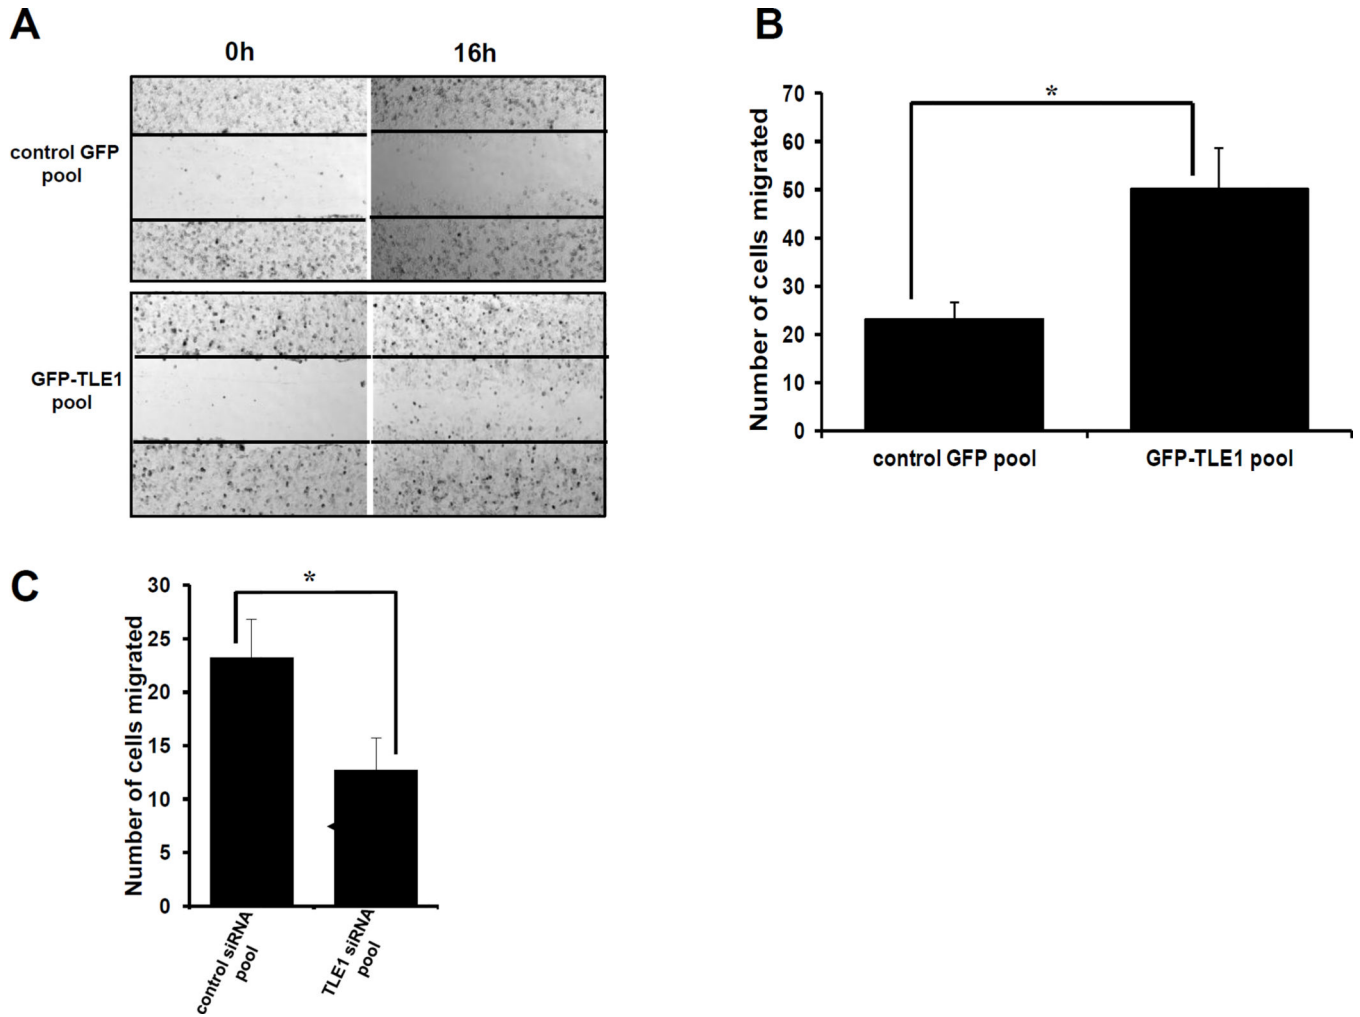 A
0h
16h
control GFP
pool
GFP-TLE1
pool
B
Number of cells migrated
70
60
50
40
30
20
10
0
*
control GFP pool
GFP-TLE1 pool
C
Number of cells migrated
30
25
20
15
10
5
0
*
control siRNA
pool
TLE1 siRNA
pool